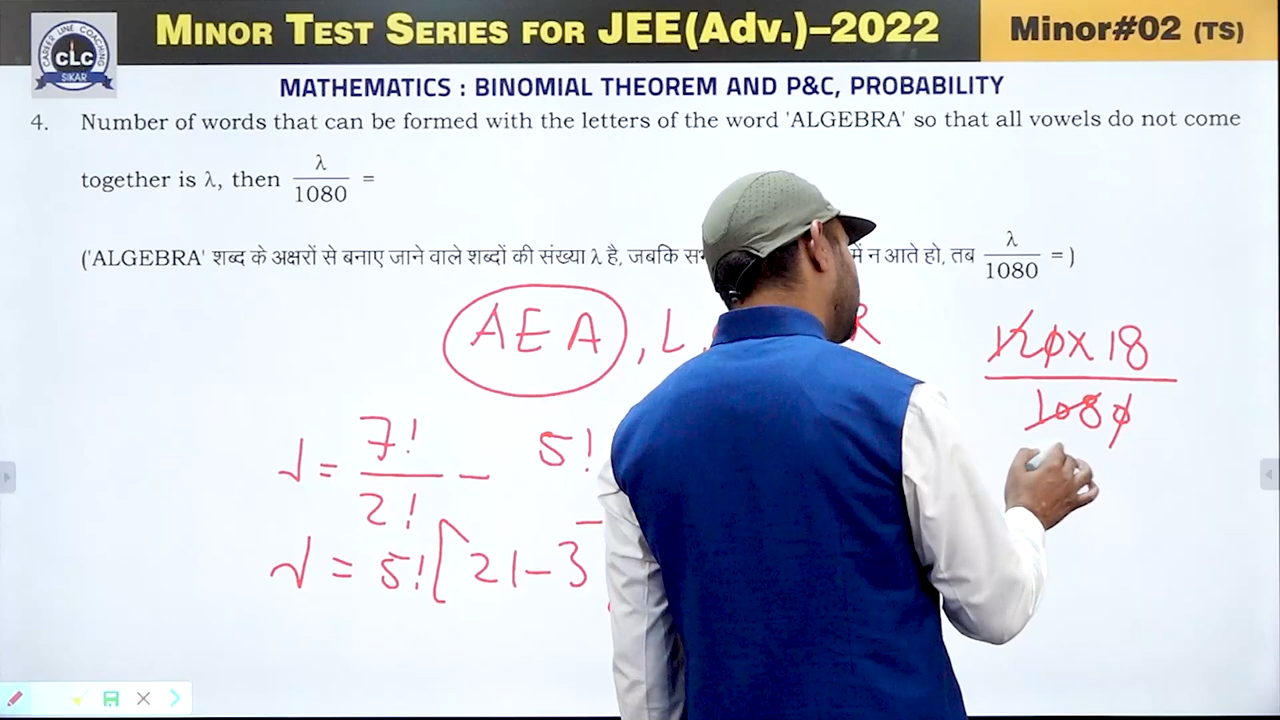 CAREER LINE COACHING
CLC
SIKAR
MINOR TEST SERIES FOR JEE(Adv.)–2022
Minor#02 (TS)
MATHEMATICS : BINOMIAL THEOREM AND P&C, PROBABILITY
4. Number of words that can be formed with the letters of the word 'ALGEBRA' so that all vowels do not come
together is λ, then λ/1080 =
('ALGEBRA' शब्द के अक्षरों से बनाए जाने वाले शब्दों की संख्या λ है, जबकि में न आते हो, तब λ/1080 = )
AEA , L , R
120 × 18
1080
λ = 7!/2! – 5!
λ = 5! [ 21 – 3